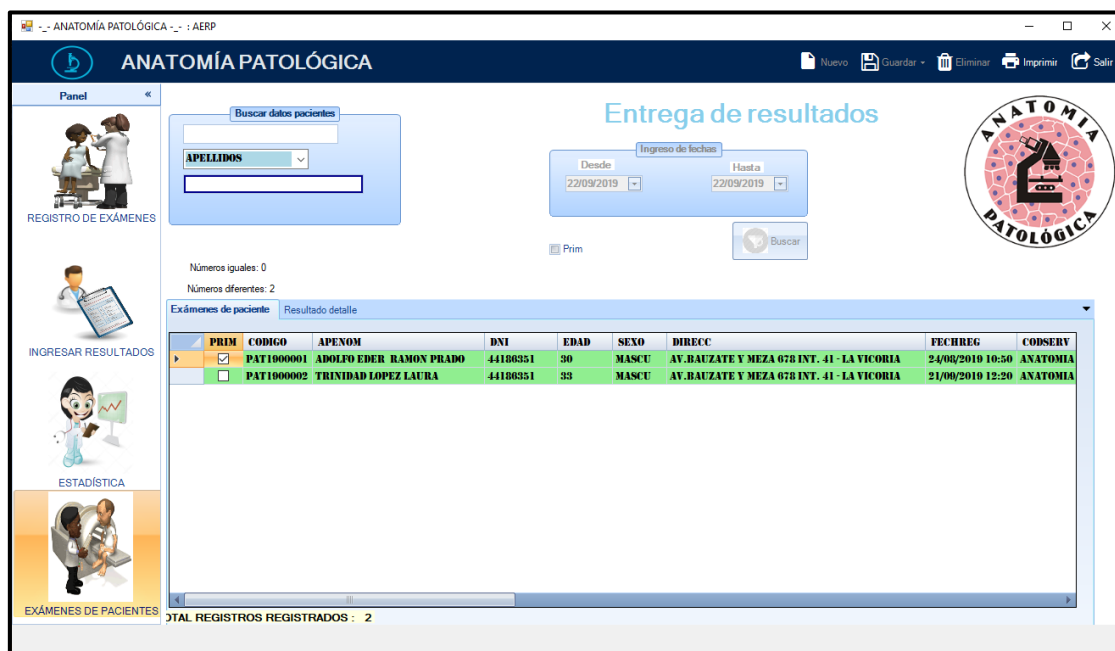 -_- ANATOMÍA PATOLÓGICA -_- : AERP
ANATOMÍA PATOLÓGICA
Nuevo Guardar Eliminar Imprimir Salir
Panel
REGISTRO DE EXÁMENES
INGRESAR RESULTADOS
ESTADÍSTICA
EXÁMENES DE PACIENTES
Buscar datos pacientes
APELLIDOS
Entrega de resultados
Ingreso de fechas
Desde Hasta
22/09/2019 22/09/2019
Prim
Buscar
ANATOMIA PATOLÓGICA
Números iguales: 0
Números diferentes: 2
Exámenes de paciente Resultado detalle
PRIM CODIGO APENOM DNI EDAD SEXO DIRECC FECHREG CODSERV
PAT1900001 ADOLFO EDER RAMON PRADO 44186351 30 MASCU AV.BAUZATE Y MEZA 678 INT. 41 - LA VICORIA 24/08/2019 10:50 ANATOMIA
PAT1900002 TRINIDAD LOPEZ LAURA 44186351 33 MASCU AV.BAUZATE Y MEZA 678 INT. 41 - LA VICORIA 21/09/2019 12:20 ANATOMIA
OTAL REGISTROS REGISTRADOS : 2